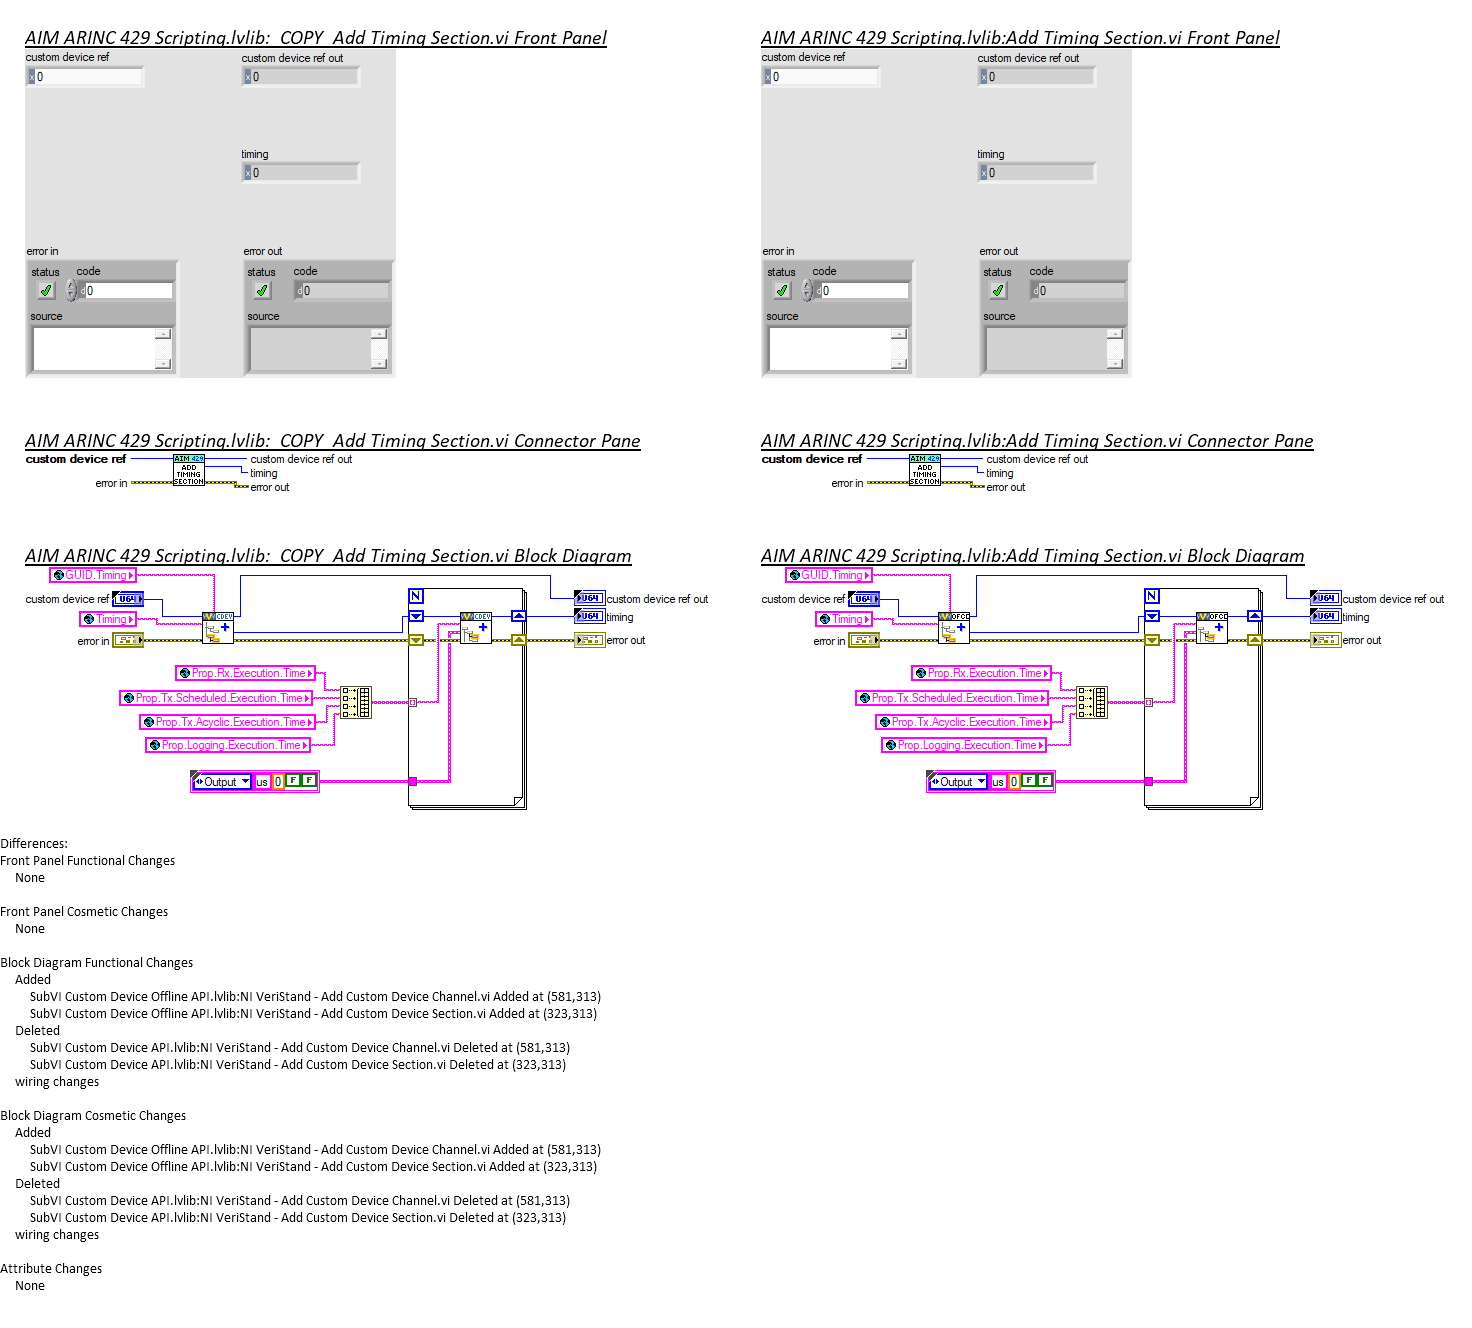 AIM ARINC 429 Scripting.lvlib:  COPY  Add Timing Section.vi Front Panel
custom device ref
custom device ref out
x 0
x 0
timing
x 0
error in
error out
status code
status code
d 0
d 0
source
source
AIM ARINC 429 Scripting.lvlib:Add Timing Section.vi Front Panel
custom device ref
custom device ref out
x 0
x 0
timing
x 0
error in
error out
status code
status code
d 0
d 0
source
source
AIM ARINC 429 Scripting.lvlib:  COPY  Add Timing Section.vi Connector Pane
custom device ref
AIM 429
ADD
TIMING
SECTION
custom device ref out
timing
error in
error out
AIM ARINC 429 Scripting.lvlib:Add Timing Section.vi Connector Pane
custom device ref
AIM 429
ADD
TIMING
SECTION
custom device ref out
timing
error in
error out
AIM ARINC 429 Scripting.lvlib:  COPY  Add Timing Section.vi Block Diagram
GUID.Timing
N
custom device ref
U64
U64
custom device ref out
Timing
CDEV
CDEV
U64
timing
error in
error out
Prop.Rx.Execution.Time
Prop.Tx.Scheduled.Execution.Time
Prop.Tx.Acyclic.Execution.Time
Prop.Logging.Execution.Time
Output
us
0
F
F
AIM ARINC 429 Scripting.lvlib:Add Timing Section.vi Block Diagram
GUID.Timing
N
custom device ref
U64
U64
custom device ref out
Timing
OFCD
OFCD
U64
timing
error in
error out
Prop.Rx.Execution.Time
Prop.Tx.Scheduled.Execution.Time
Prop.Tx.Acyclic.Execution.Time
Prop.Logging.Execution.Time
Output
us
0
F
F
Differences:
Front Panel Functional Changes
None
Front Panel Cosmetic Changes
None
Block Diagram Functional Changes
Added
SubVI Custom Device Offline API.lvlib:NI VeriStand - Add Custom Device Channel.vi Added at (581,313)
SubVI Custom Device Offline API.lvlib:NI VeriStand - Add Custom Device Section.vi Added at (323,313)
Deleted
SubVI Custom Device API.lvlib:NI VeriStand - Add Custom Device Channel.vi Deleted at (581,313)
SubVI Custom Device API.lvlib:NI VeriStand - Add Custom Device Section.vi Deleted at (323,313)
wiring changes
Block Diagram Cosmetic Changes
Added
SubVI Custom Device Offline API.lvlib:NI VeriStand - Add Custom Device Channel.vi Added at (581,313)
SubVI Custom Device Offline API.lvlib:NI VeriStand - Add Custom Device Section.vi Added at (323,313)
Deleted
SubVI Custom Device API.lvlib:NI VeriStand - Add Custom Device Channel.vi Deleted at (581,313)
SubVI Custom Device API.lvlib:NI VeriStand - Add Custom Device Section.vi Deleted at (323,313)
wiring changes
Attribute Changes
None